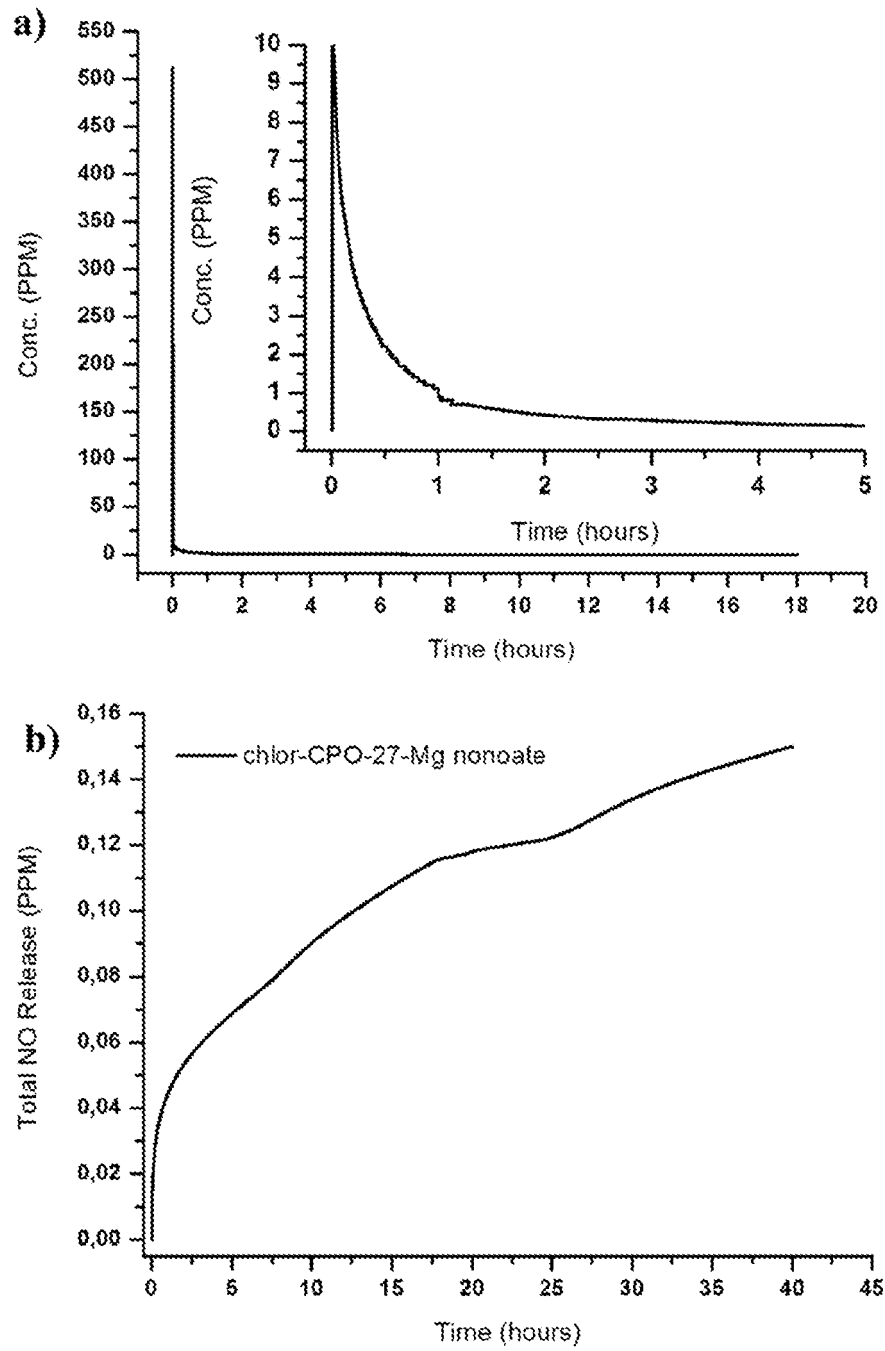 a)
550
500
450
400
350
300
250
200
150
100
50
0
Conc. (PPM)
0 2 4 6 8 10 12 14 16 18 20
Time (hours)
10
9
8
7
6
5
4
3
2
1
0
Conc. (PPM)
0 1 2 3 4 5
Time (hours)
b)
0,16
0,14
0,12
0,10
0,08
0,06
0,04
0,02
0,00
Total NO Release (PPM)
chlor-CPO-27-Mg nonoate
0 5 10 15 20 25 30 35 40 45
Time (hours)